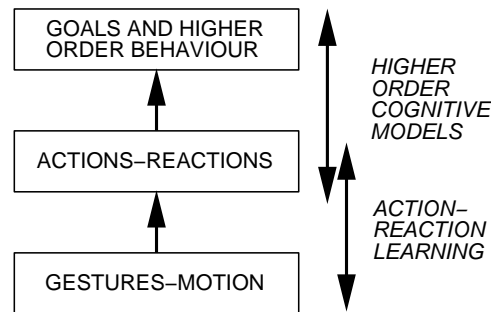 GOALS AND HIGHER
ORDER BEHAVIOUR
HIGHER
ORDER
COGNITIVE
MODELS
ACTIONS–REACTIONS
ACTION–
REACTION
LEARNING
GESTURES–MOTION